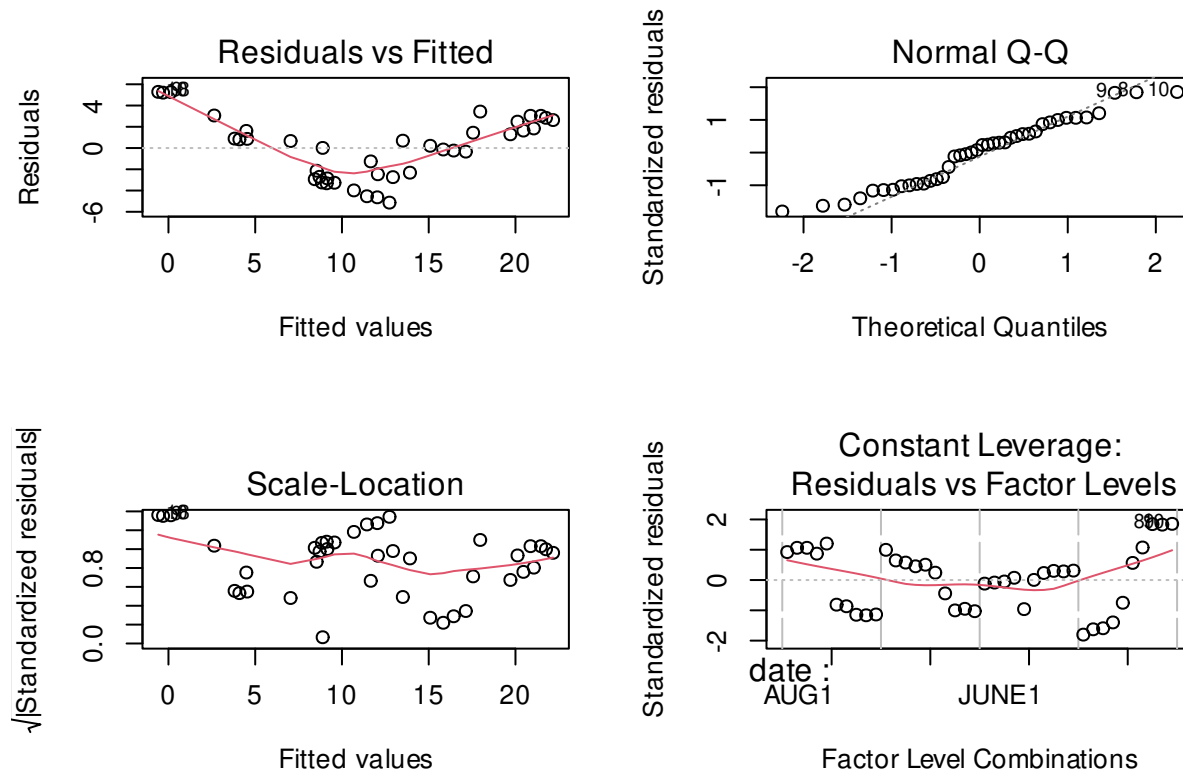 Residuals vs Fitted
Residuals
4
0
-6
0 5 10 15 20
Fitted values
Normal Q-Q
Standardized residuals
1
-1
9 8 10
-2 -1 0 1 2
Theoretical Quantiles
Scale-Location
√|Standardized residuals|
0.8
0.0
0 5 10 15 20
Fitted values
Constant Leverage:
Residuals vs Factor Levels
Standardized residuals
2
0
-2
date :
AUG1 JUNE1
Factor Level Combinations